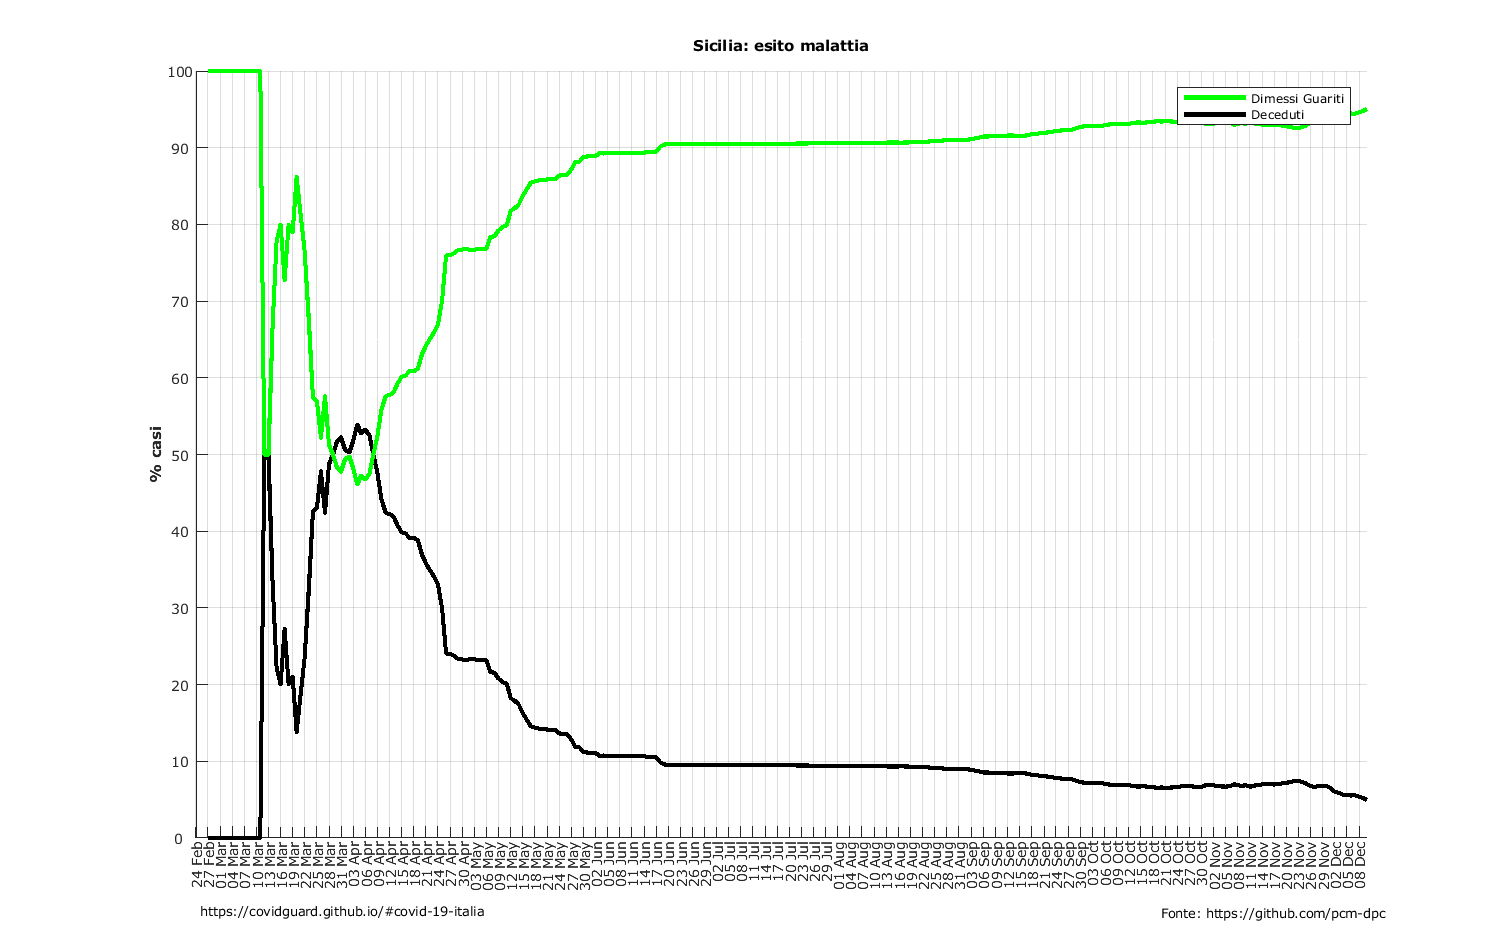 Sicilia: esito malattia
Dimessi Guariti
Deceduti
% casi
100
90
80
70
60
50
40
30
20
10
0
24 Feb
27 Feb
01 Mar
04 Mar
07 Mar
10 Mar
13 Mar
16 Mar
19 Mar
22 Mar
25 Mar
28 Mar
31 Mar
03 Apr
06 Apr
09 Apr
12 Apr
15 Apr
18 Apr
21 Apr
24 Apr
27 Apr
30 Apr
03 May
06 May
09 May
12 May
15 May
18 May
21 May
24 May
27 May
30 May
02 Jun
05 Jun
08 Jun
11 Jun
14 Jun
17 Jun
20 Jun
23 Jun
26 Jun
29 Jun
02 Jul
05 Jul
08 Jul
11 Jul
14 Jul
17 Jul
20 Jul
23 Jul
26 Jul
29 Jul
01 Aug
04 Aug
07 Aug
10 Aug
13 Aug
16 Aug
19 Aug
22 Aug
25 Aug
28 Aug
31 Aug
03 Sep
06 Sep
09 Sep
12 Sep
15 Sep
18 Sep
21 Sep
24 Sep
27 Sep
30 Sep
03 Oct
06 Oct
09 Oct
12 Oct
15 Oct
18 Oct
21 Oct
24 Oct
27 Oct
30 Oct
02 Nov
05 Nov
08 Nov
11 Nov
14 Nov
17 Nov
20 Nov
23 Nov
26 Nov
29 Nov
02 Dec
05 Dec
08 Dec
https://covidguard.github.io/#covid-19-italia
Fonte: https://github.com/pcm-dpc